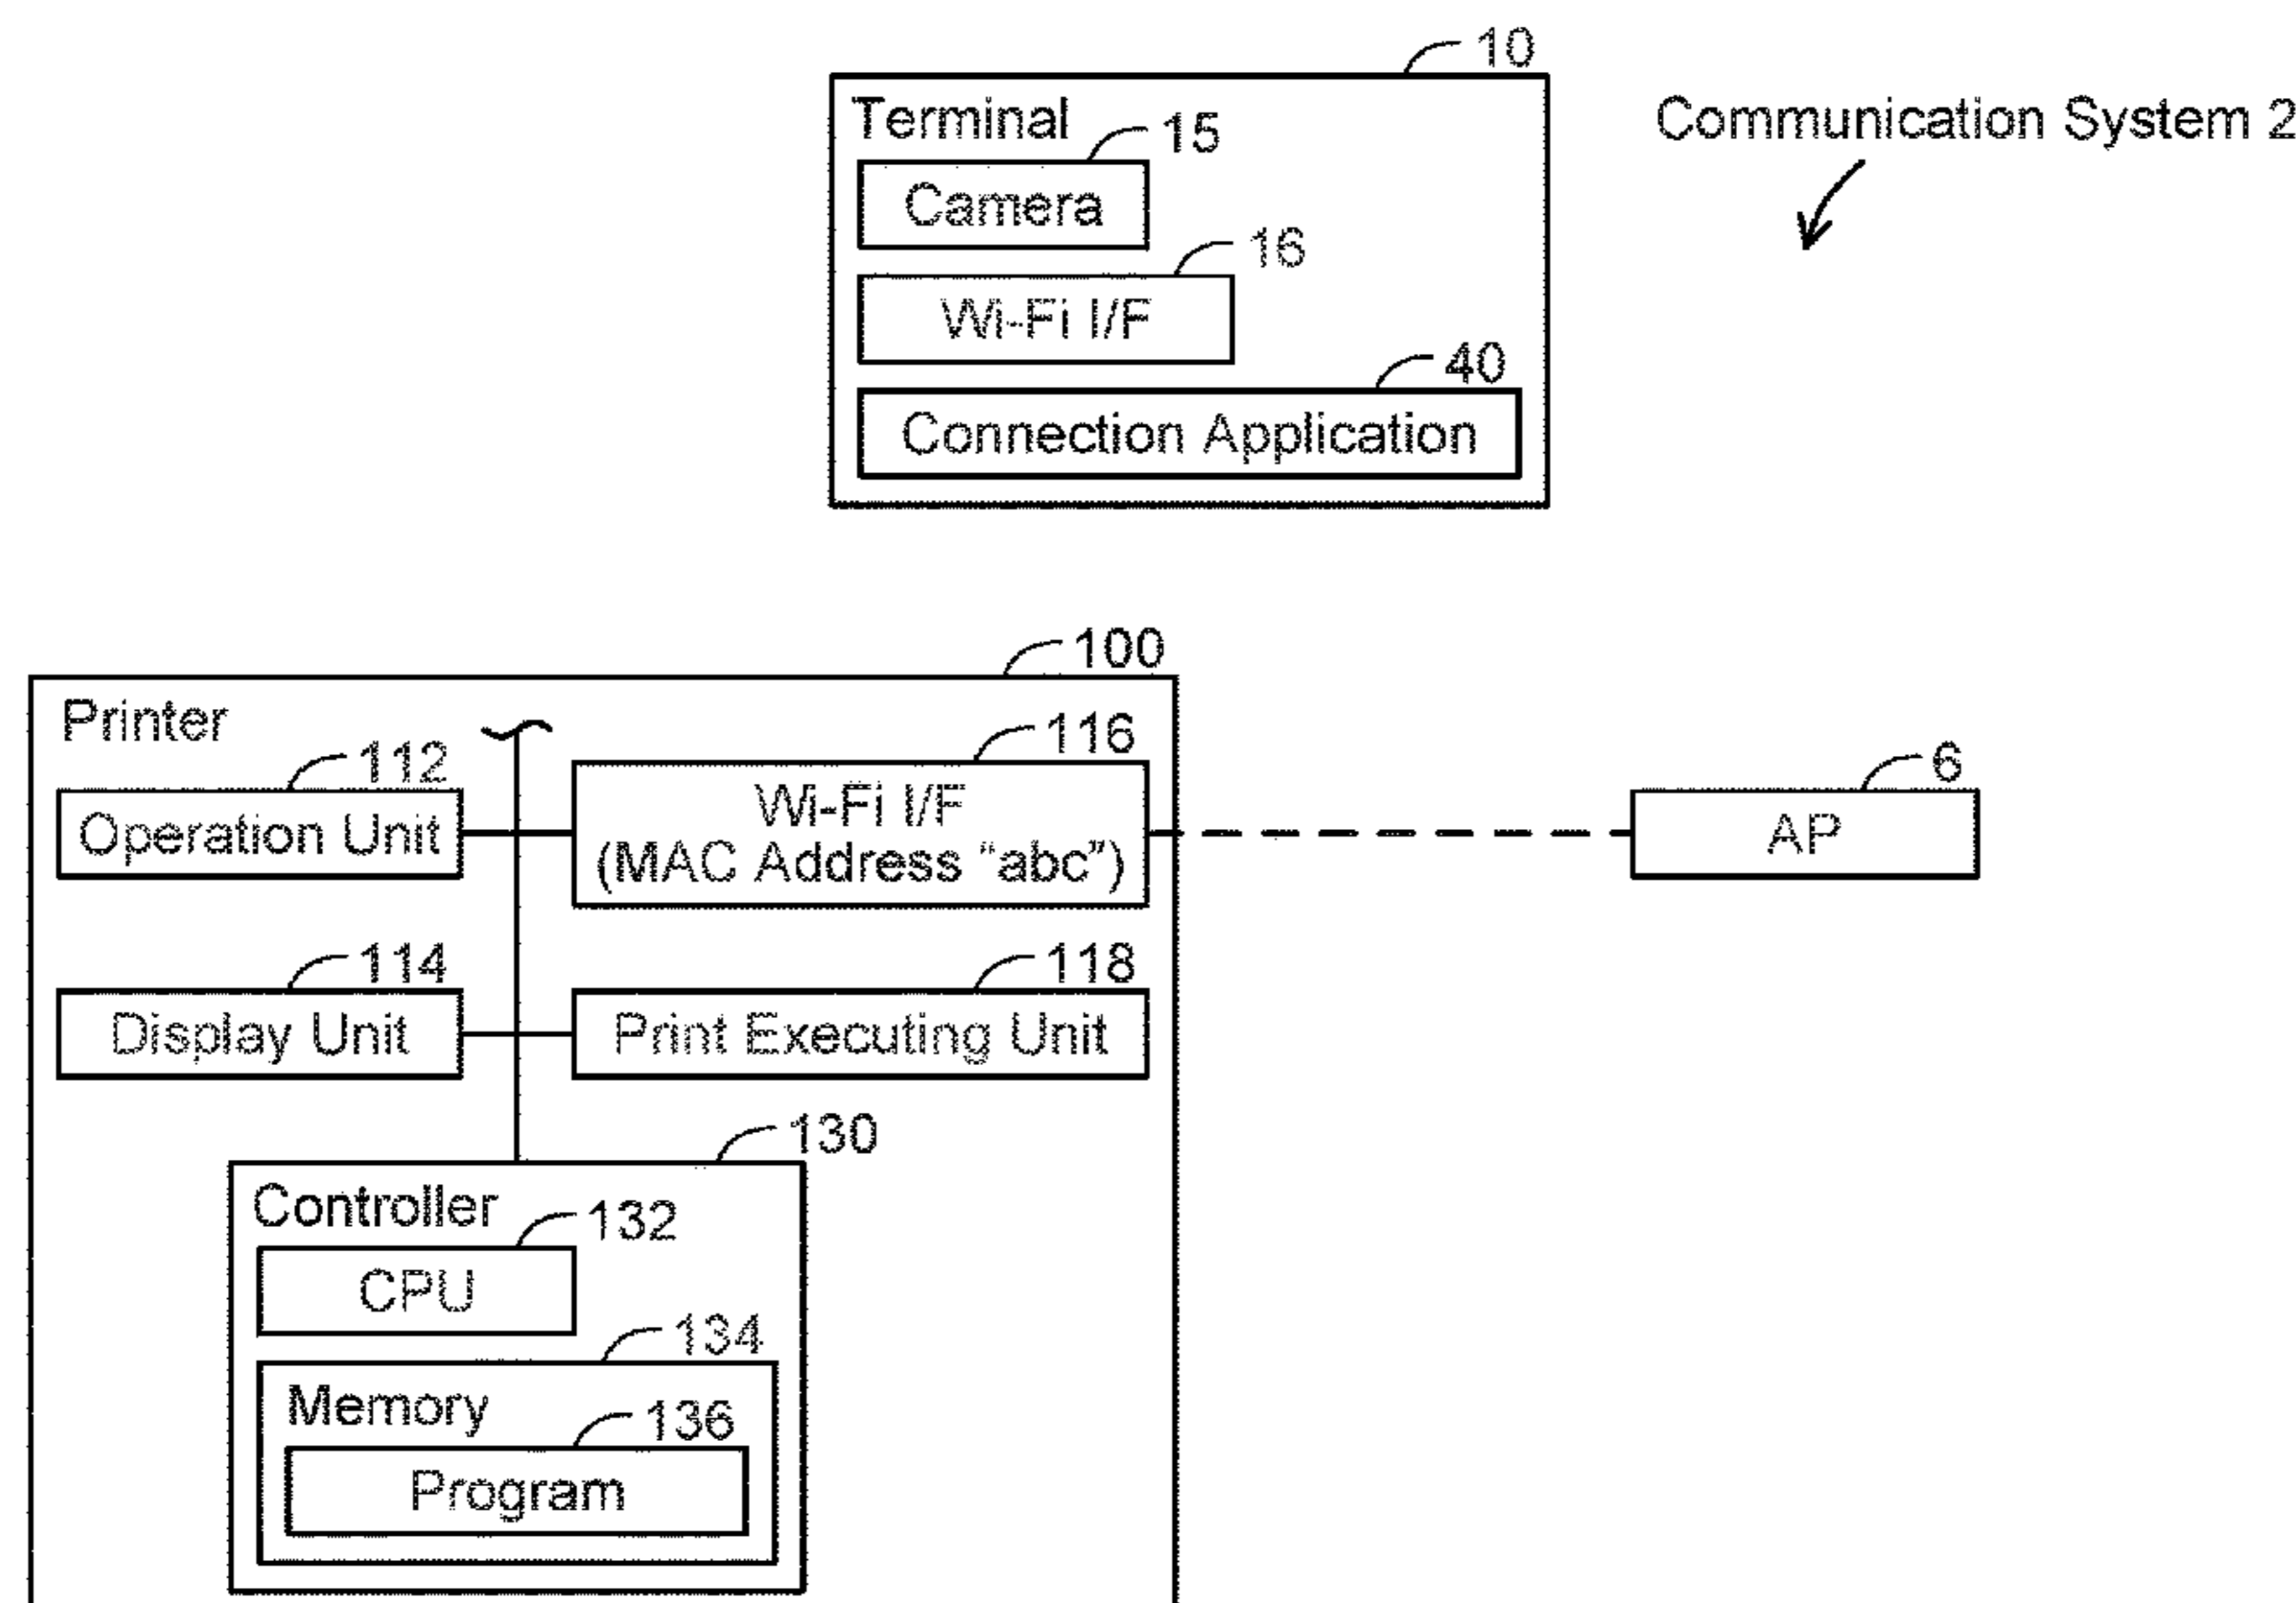 10
Terminal
15
Communication System 2
Camera
16
Wi-Fi I/F
40
Connection Application
100
Printer
112
116
6
Operation Unit
Wi-Fi I/F
(MAC Address “abc”)
AP
114
118
Display Unit
Print Executing Unit
130
Controller
132
CPU
134
Memory
136
Program